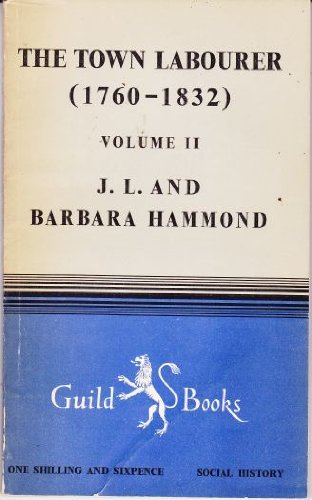 THE TOWN LABOURER
(1760-1832)
VOLUME II
J. L. AND
BARBARA HAMMOND
Guild Books
ONE SHILLING AND SIXPENCE SOCIAL HISTORY